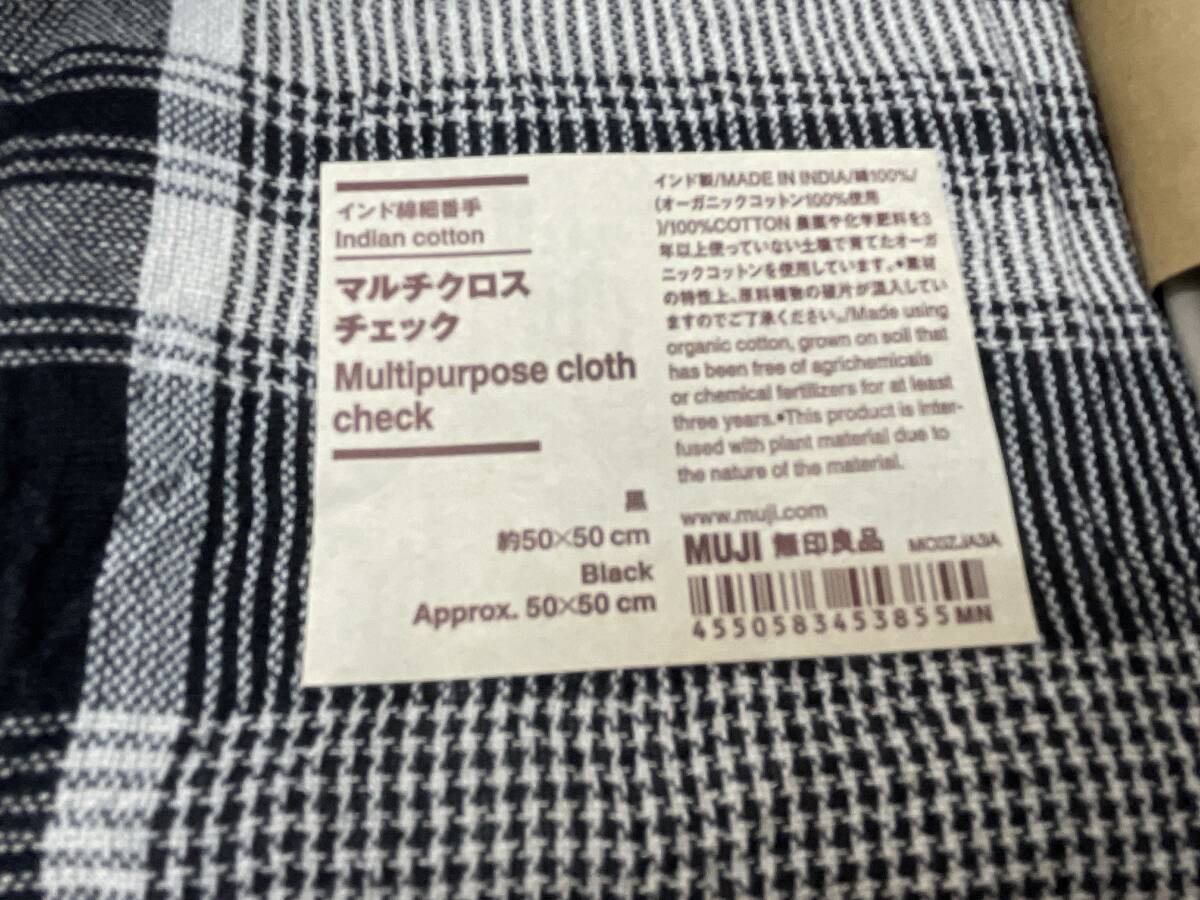 インド綿細番手
Indian cotton
マルチクロス
チェック
Multipurpose cloth
check
黒
約50×50 cm
Black
Approx. 50×50 cm
インド製/MADE IN INDIA/綿100%/
(オーガニックコットン100%使用
)/100%COTTON 農薬や化学肥料を3
年以上使っていない土壌で育てたオーガ
ニックコットンを使用しています。●素材
の特性上、原料植物の破片が混入してい
ますのでご了承ください。/Made using
organic cotton, grown on soil that
has been free of agrichemicals
or chemical fertilizers for at least
three years.●This product is inter-
fused with plant material due to
the nature of the material.
www.muji.com
MUJI 無印良品 MC0ZJA3A
4550583453855MN